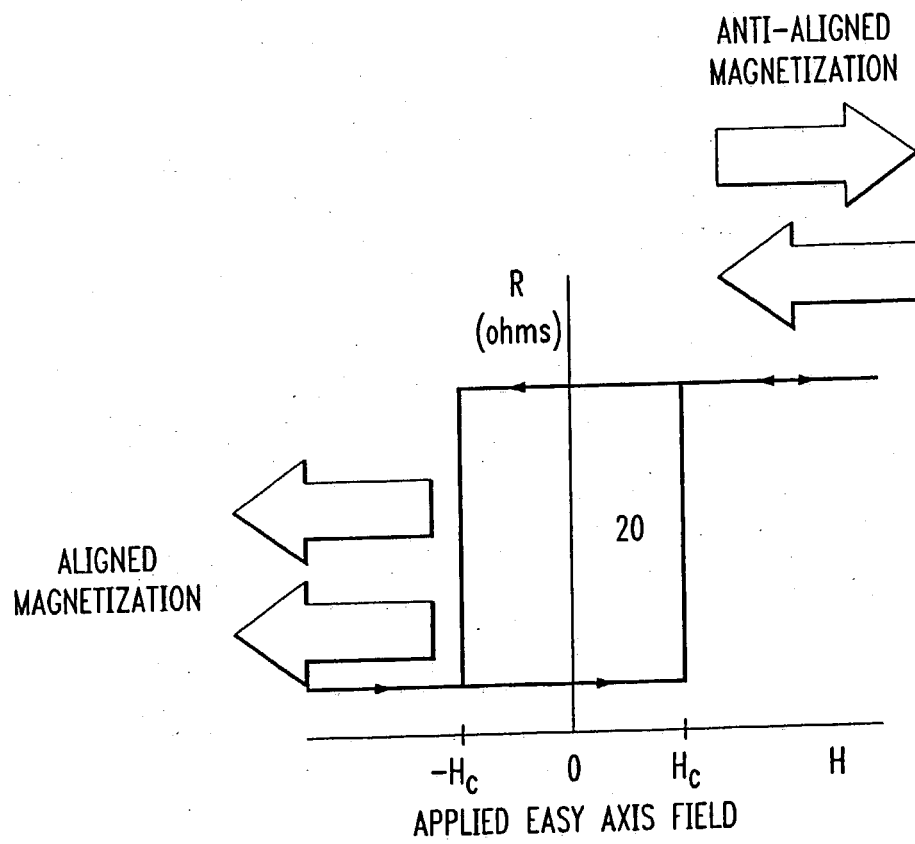 ANTI-ALIGNED
MAGNETIZATION
R
(ohms)
20
ALIGNED
MAGNETIZATION
-Hc 0 Hc H
APPLIED EASY AXIS FIELD